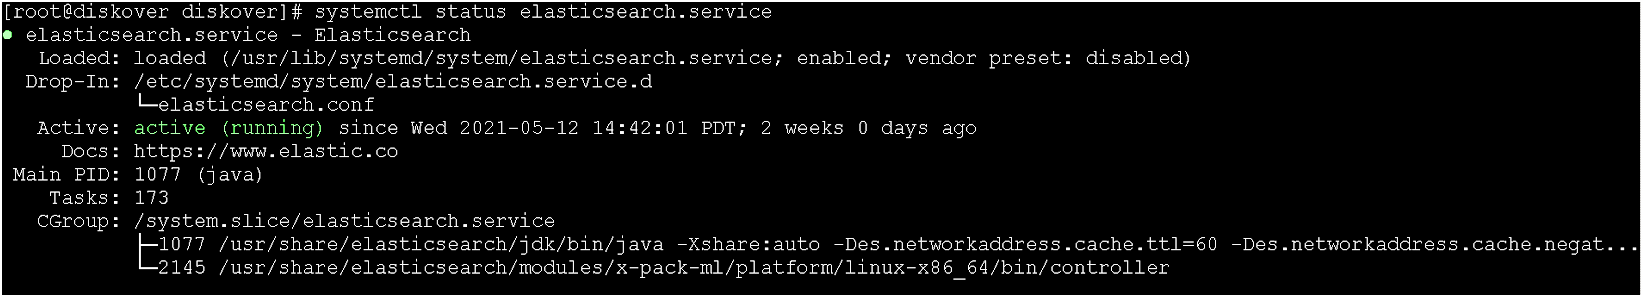 [root@diskover diskover]# systemctl status elasticsearch.service
● elasticsearch.service - Elasticsearch
Loaded: loaded (/usr/lib/systemd/system/elasticsearch.service; enabled; vendor preset: disabled)
Drop-In: /etc/systemd/system/elasticsearch.service.d
└─elasticsearch.conf
Active: active (running) since Wed 2021-05-12 14:42:01 PDT; 2 weeks 0 days ago
Docs: https://www.elastic.co
Main PID: 1077 (java)
Tasks: 173
CGroup: /system.slice/elasticsearch.service
├─1077 /usr/share/elasticsearch/jdk/bin/java -Xshare:auto -Des.networkaddress.cache.ttl=60 -Des.networkaddress.cache.negat...
└─2145 /usr/share/elasticsearch/modules/x-pack-ml/platform/linux-x86_64/bin/controller